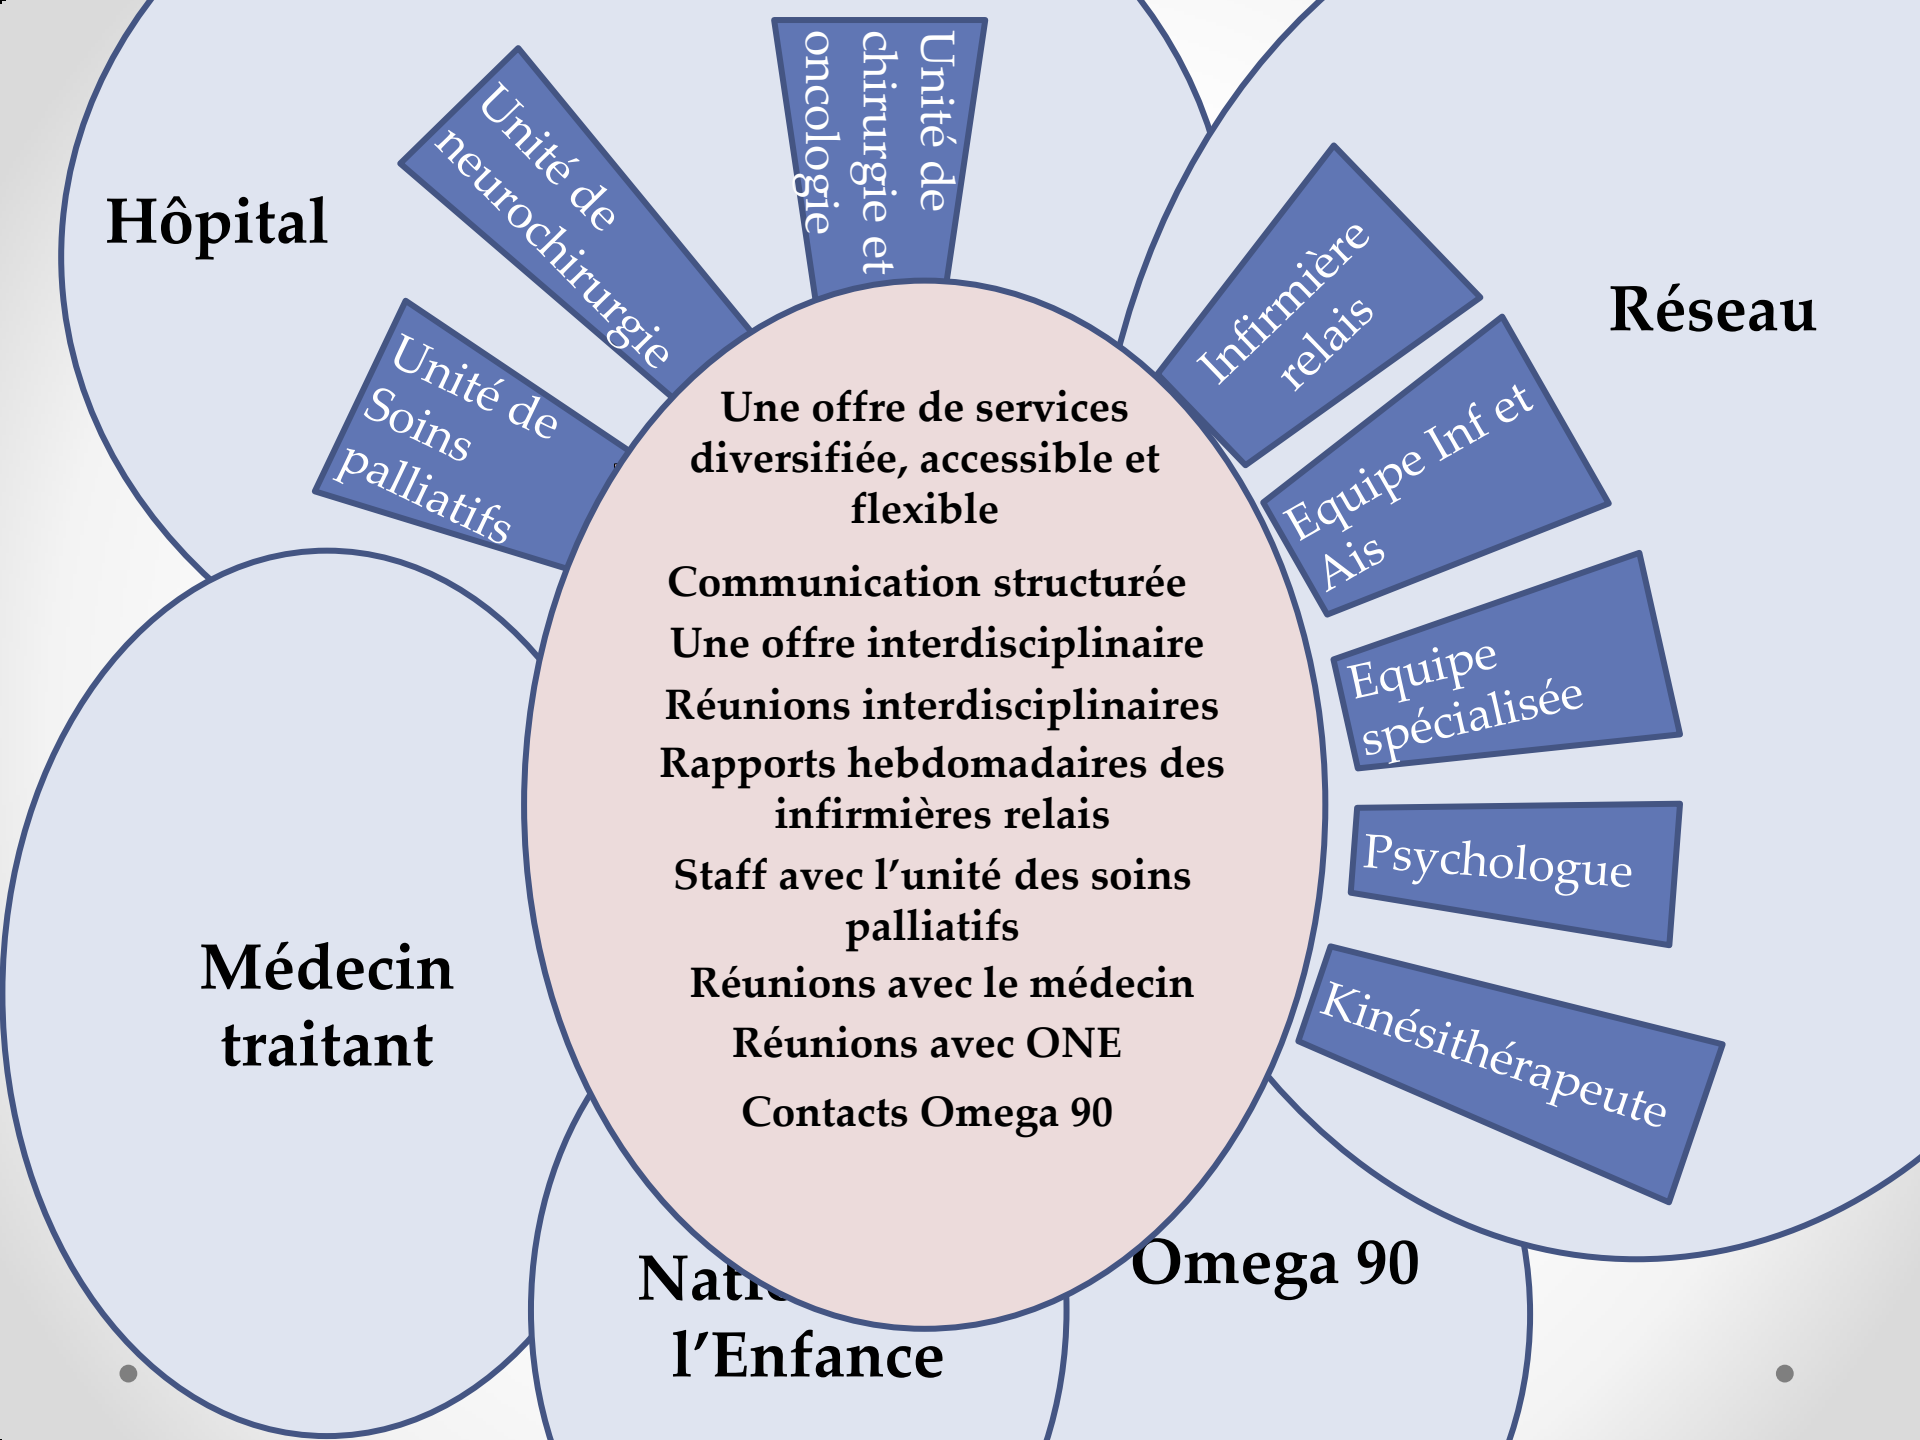 Hôpital
Unité de
Soins
palliatifs
Unité de
neurochirurgie
Unité de
chirurgie et
oncologie
Réseau
Infirmière
relais
Equipe Inf et
Ais
Equipe
spécialisée
Psychologue
Kinésithérapeute
Une offre de services
diversifiée, accessible et
flexible
Communication structurée
Une offre interdisciplinaire
Réunions interdisciplinaires
Rapports hebdomadaires des
infirmières relais
Staff avec l’unité des soins
palliatifs
Réunions avec le médecin
Réunions avec ONE
Contacts Omega 90
Médecin
traitant
l’Enfance
Omega 90